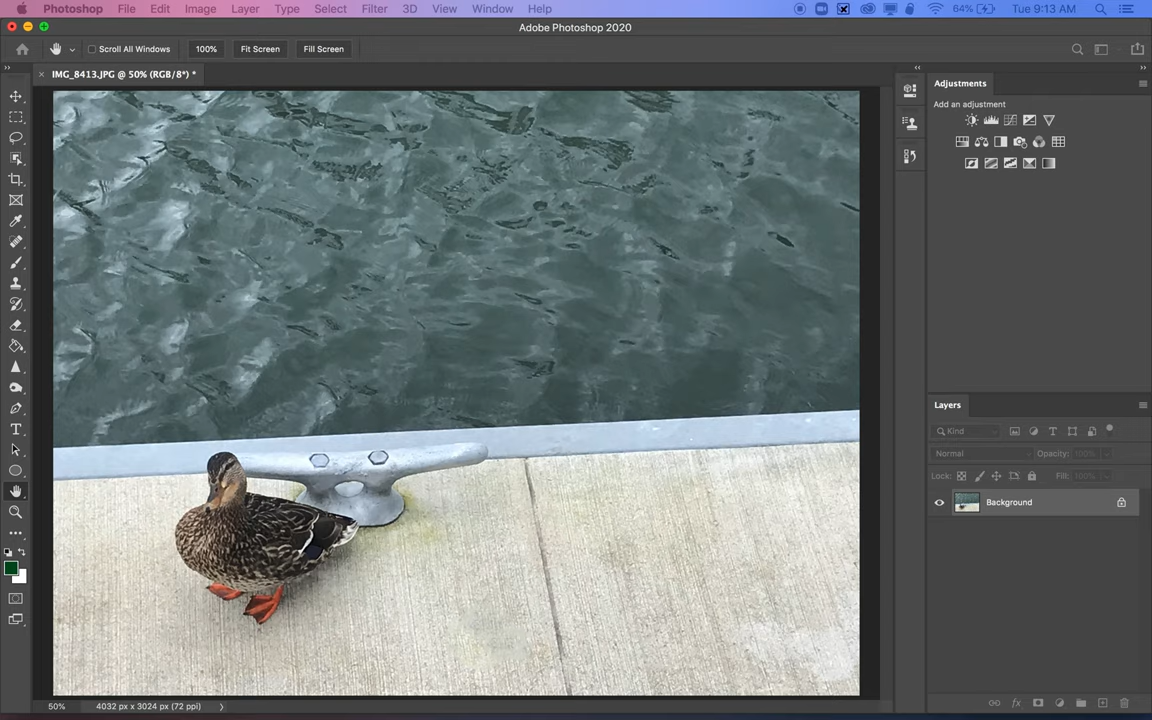 Photoshop File Edit Image Layer Type Select Filter 3D View Window Help 64% Tue 9:13 AM
Adobe Photoshop 2020
Scroll All Windows 100% Fit Screen Fill Screen
IMG_8413.JPG @ 50% (RGB/8*) *
Adjustments
Add an adjustment
Layers
Kind
Normal Opacity: 100%
Lock: Fill: 100%
Background
50% 4032 px x 3024 px (72 ppi)